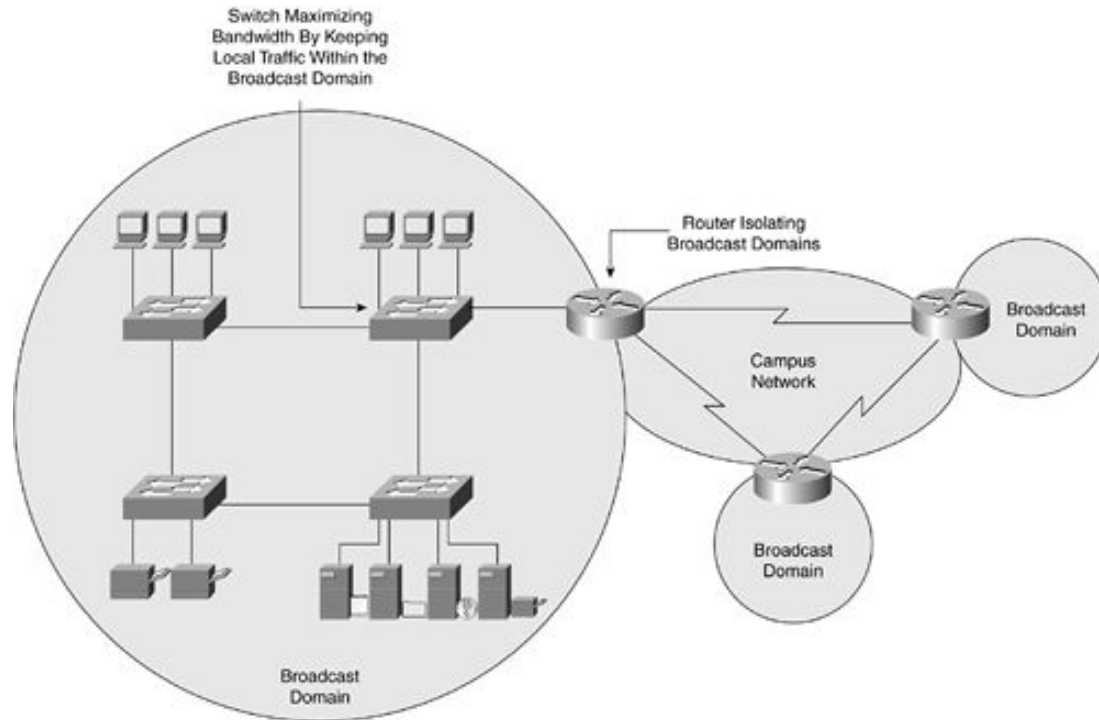 Switch Maximizing
Bandwidth By Keeping
Local Traffic Within the
Broadcast Domain
Router Isolating
Broadcast Domains
Broadcast
Domain
Campus
Network
Broadcast
Domain
Broadcast
Domain